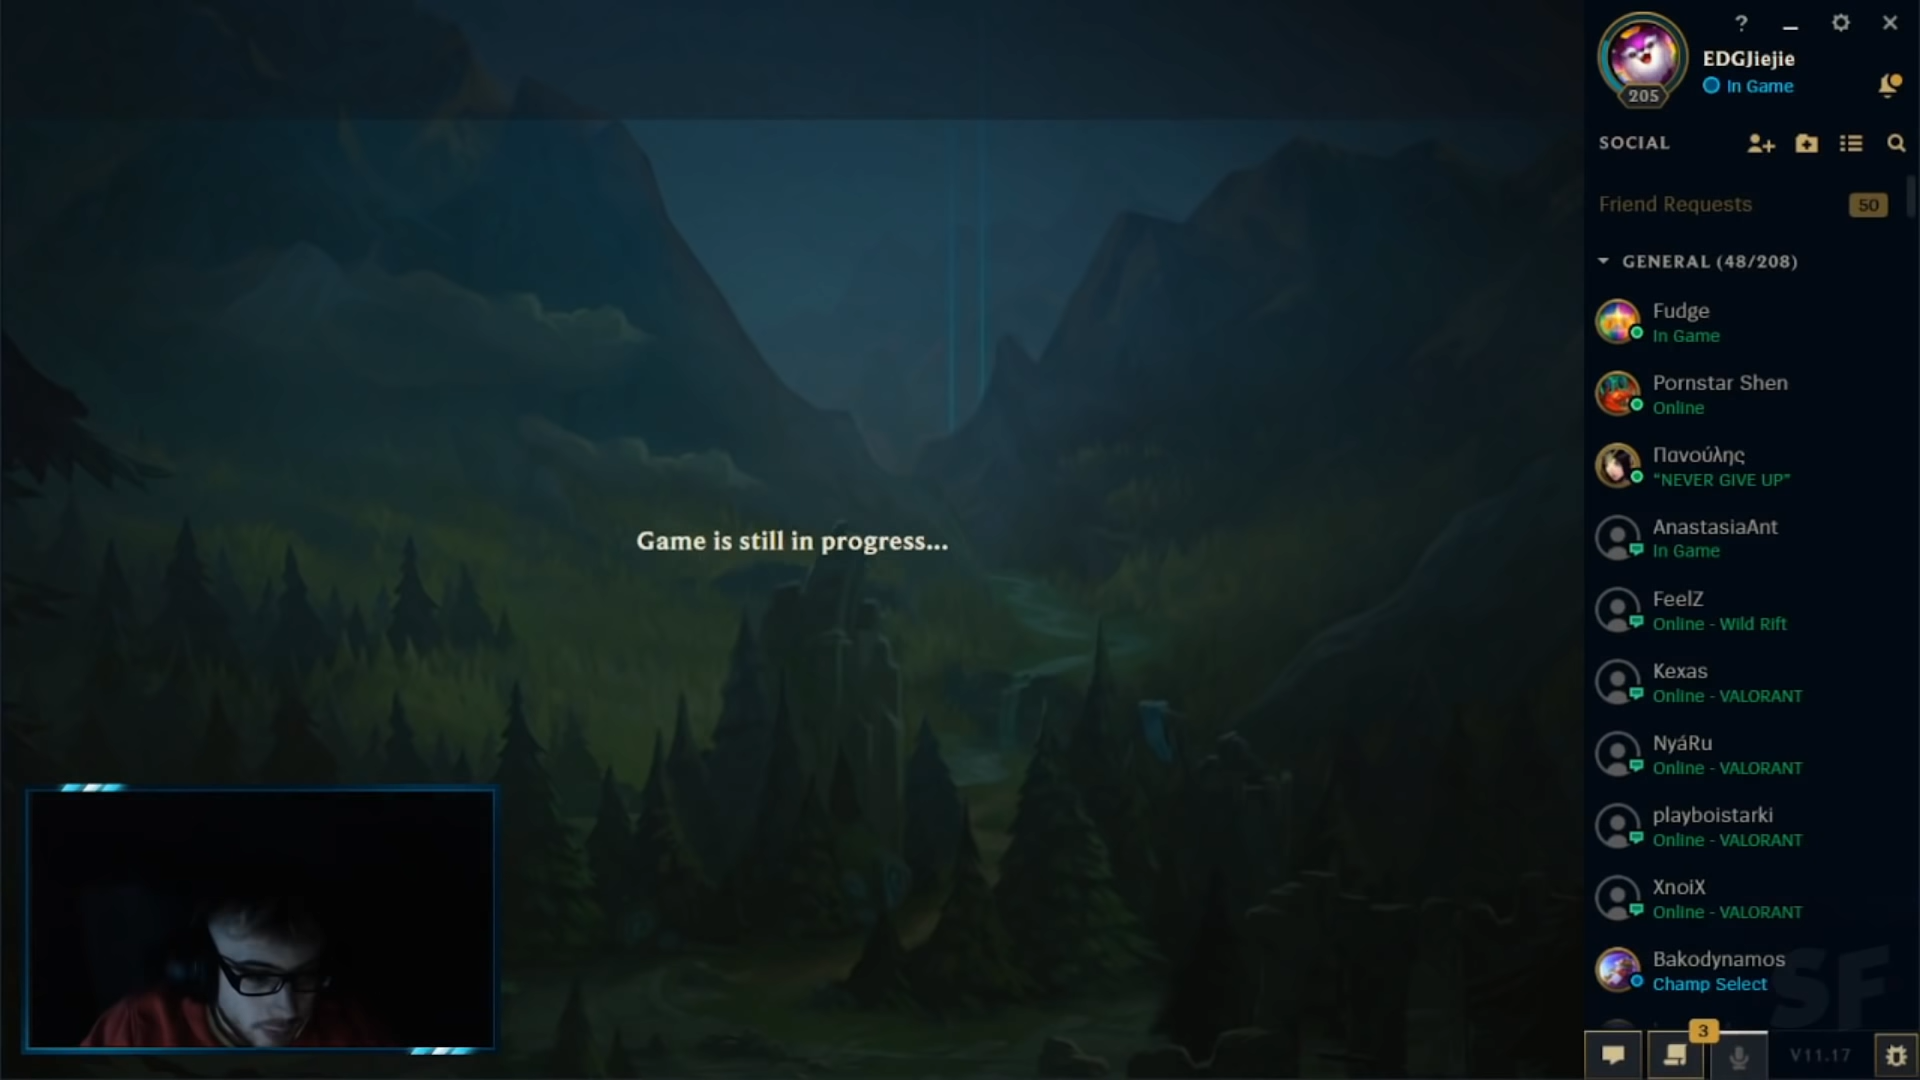 EDGJiejie
In Game
205
SOCIAL
Friend Requests
50
GENERAL (48/208)
Fudge
In Game
Pornstar Shen
Online
Πανούλης
“NEVER GIVE UP”
AnastasiaAnt
In Game
FeelZ
Online - Wild Rift
Kexas
Online - VALORANT
NyáRu
Online - VALORANT
playboistarki
Online - VALORANT
XnoiX
Online - VALORANT
Bakodynamos
Champ Select
Game is still in progress...
SF
3
V11.17